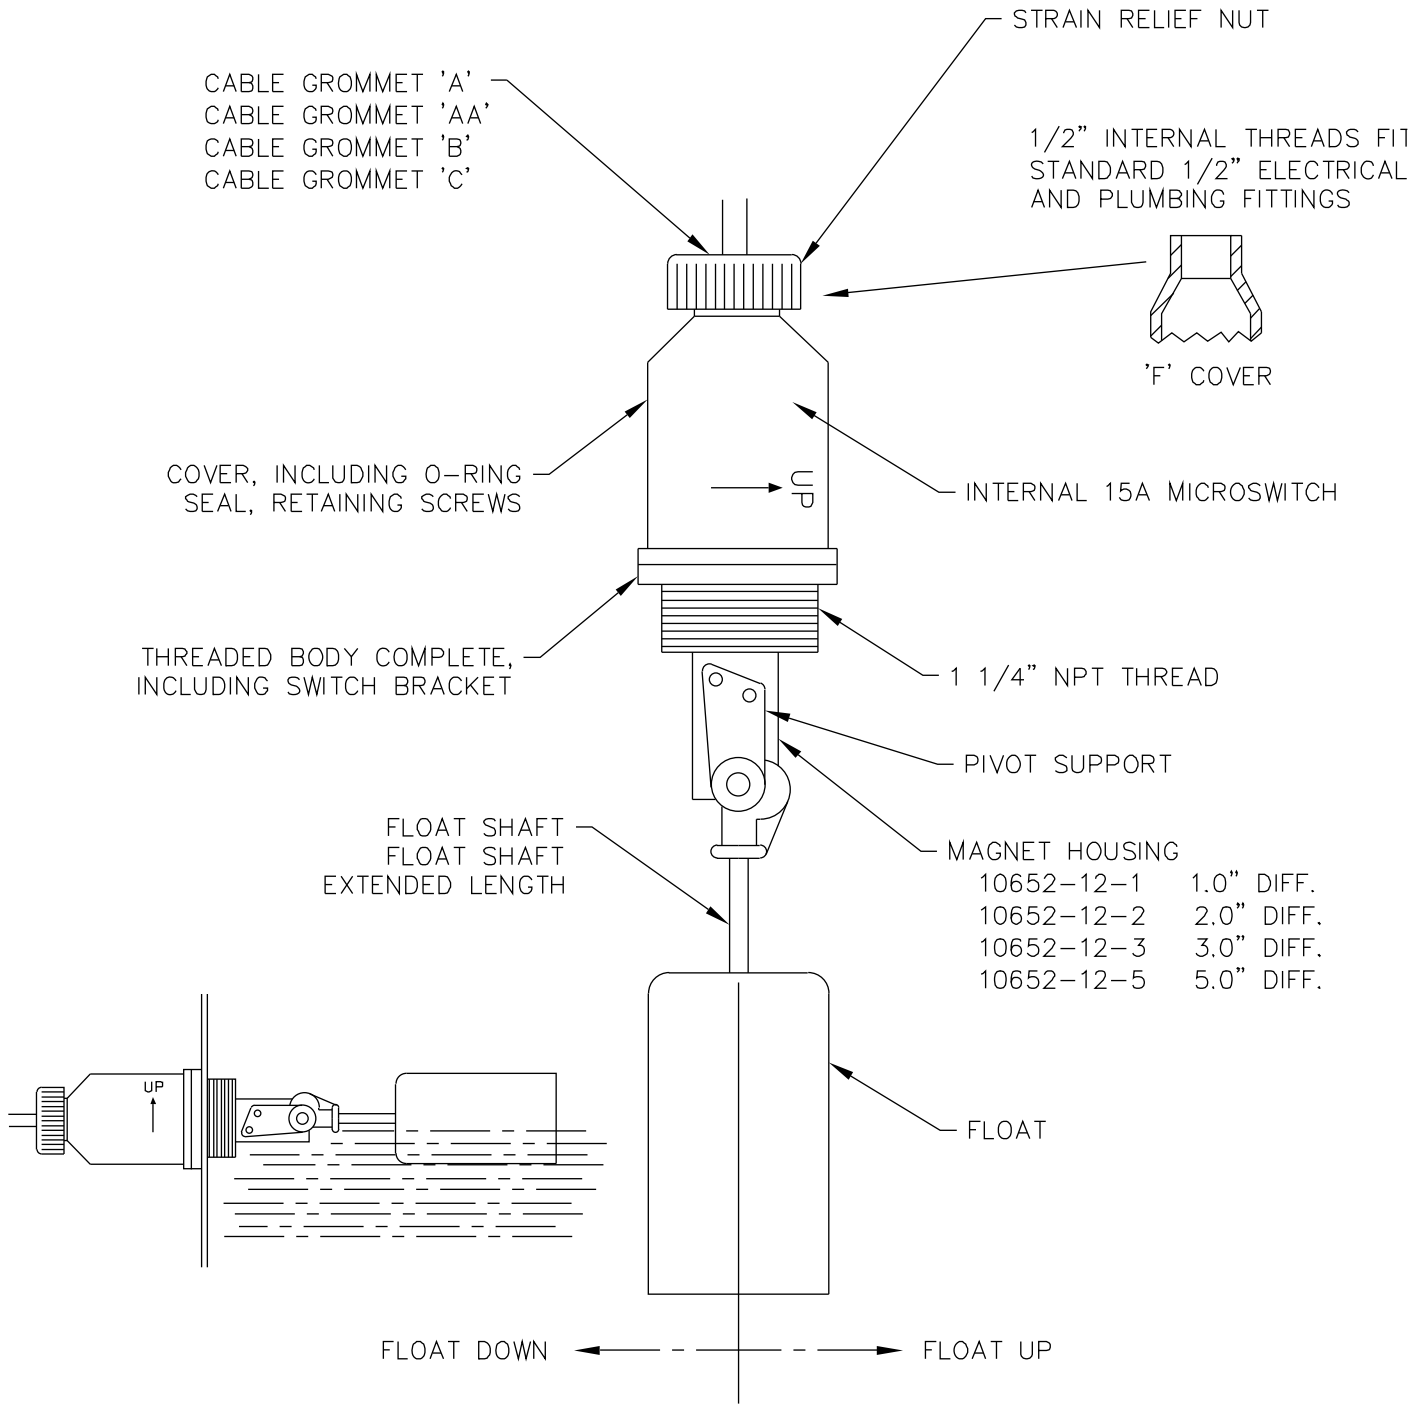 STRAIN RELIEF NUT
CABLE GROMMET 'A'
CABLE GROMMET 'AA'
CABLE GROMMET 'B'
CABLE GROMMET 'C'
1/2" INTERNAL THREADS FIT
STANDARD 1/2" ELECTRICAL
AND PLUMBING FITTINGS
'F' COVER
COVER, INCLUDING O-RING
SEAL, RETAINING SCREWS
UP
INTERNAL 15A MICROSWITCH
THREADED BODY COMPLETE,
INCLUDING SWITCH BRACKET
1 1/4" NPT THREAD
PIVOT SUPPORT
FLOAT SHAFT
FLOAT SHAFT
EXTENDED LENGTH
MAGNET HOUSING
10652-12-1 1.0" DIFF.
10652-12-2 2.0" DIFF.
10652-12-3 3.0" DIFF.
10652-12-5 5.0" DIFF.
UP
FLOAT
FLOAT DOWN
FLOAT UP